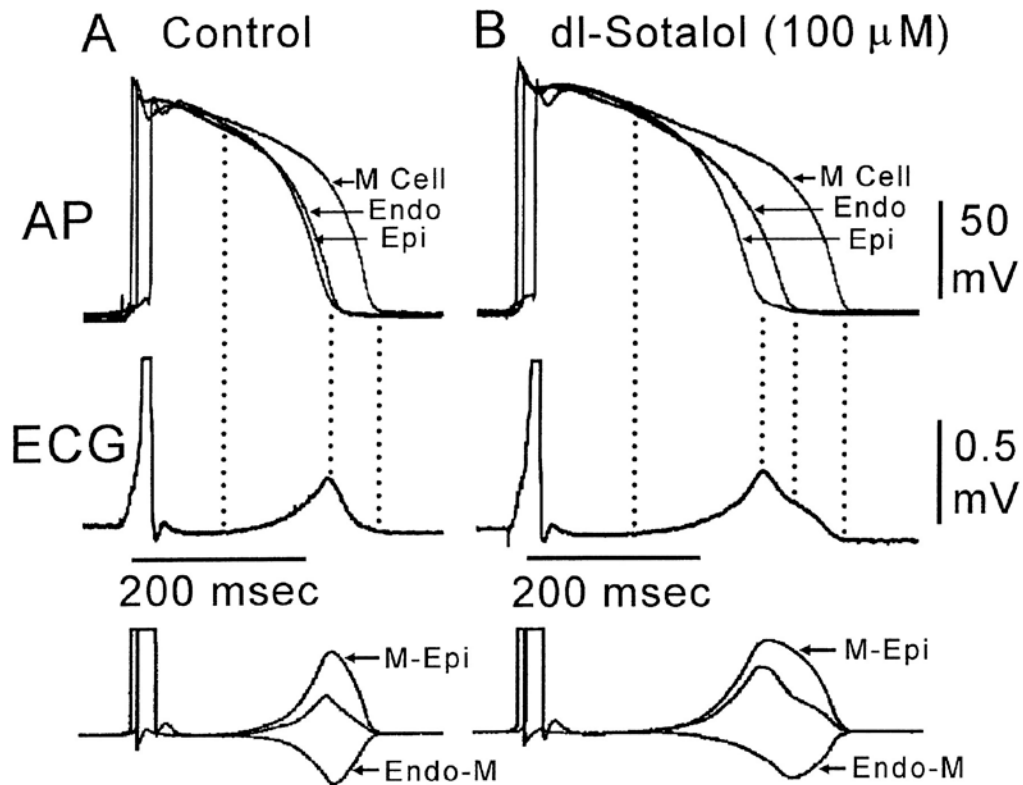 A Control
B dl-Sotalol (100 μM)
AP
M Cell
Endo
Epi
M Cell
Endo
Epi
50
mV
ECG
0.5
mV
200 msec
200 msec
M-Epi
Endo-M
M-Epi
Endo-M